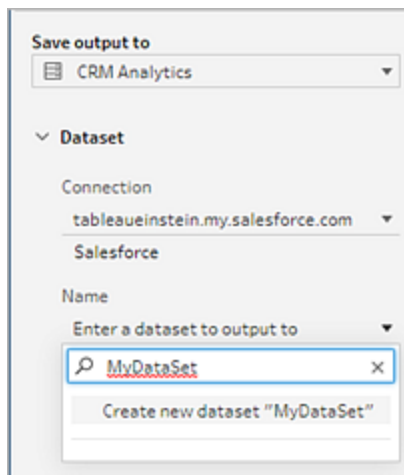 Save output to
CRM Analytics
Dataset
Connection
tableaueinstein.my.salesforce.com
Salesforce
Name
Enter a dataset to output to
MyDataSet
Create new dataset "MyDataSet"